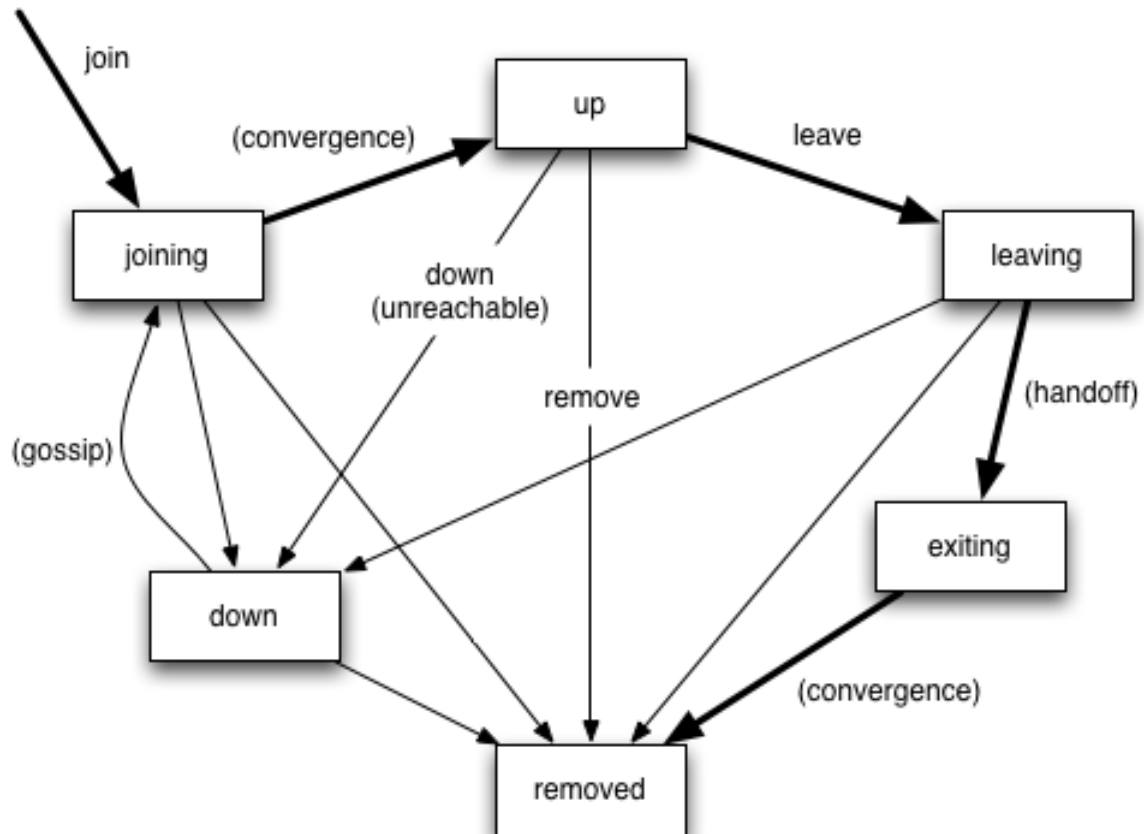 join
up
(convergence)
leave
joining
leaving
down
(unreachable)
remove
(handoff)
(gossip)
exiting
down
(convergence)
removed